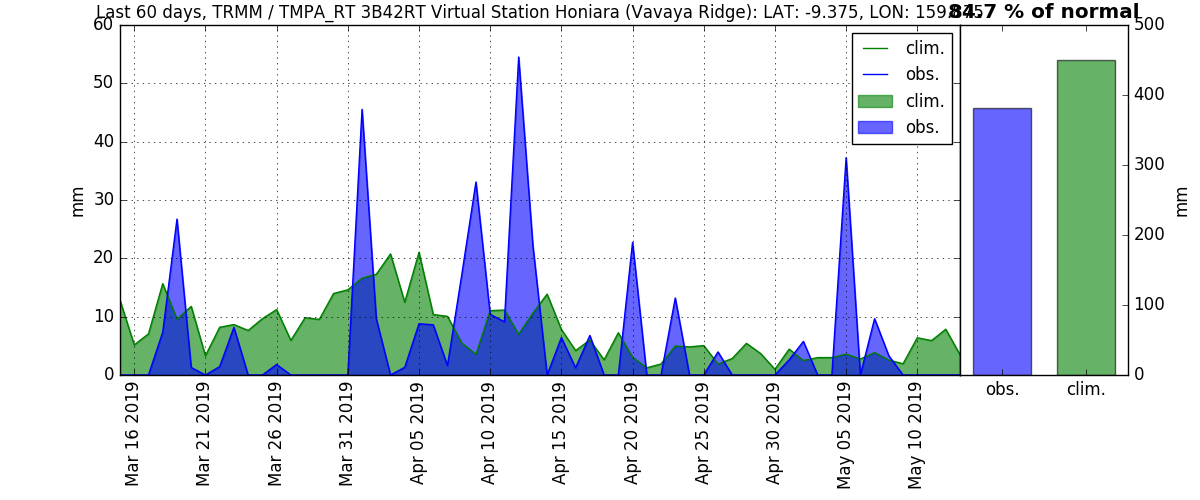 Last 60 days, TRMM / TMPA_RT 3B42RT Virtual Station Honiara (Vavaya Ridge): LAT: -9.375, LON:
84.7 % of normal
60
50
40
30
20
10
0
mm
clim.
obs.
clim.
obs.
500
400
300
200
100
0
mm
obs.
clim.
Mar 16 2019
Mar 21 2019
Mar 26 2019
Mar 31 2019
Apr 05 2019
Apr 10 2019
Apr 15 2019
Apr 20 2019
Apr 25 2019
Apr 30 2019
May 05 2019
May 10 2019